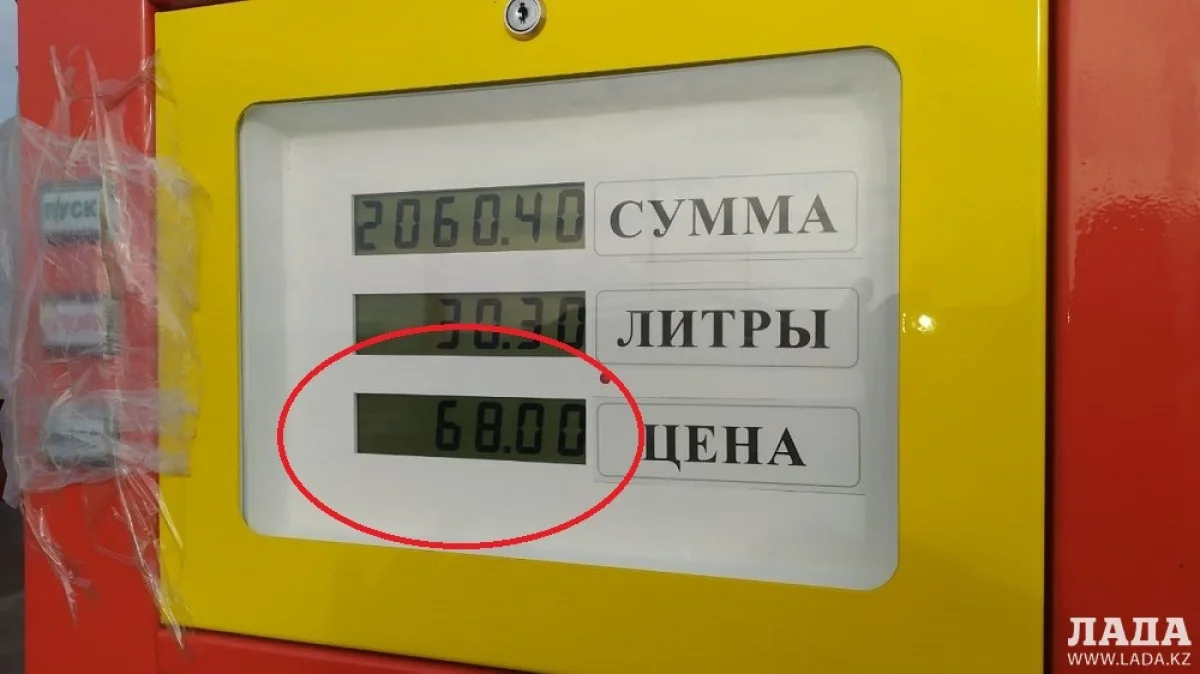 ПУСК
2060.40 СУММА
30.30 ЛИТРЫ
68.00 ЦЕНА
ЛАДА
WWW.LADA.KZ